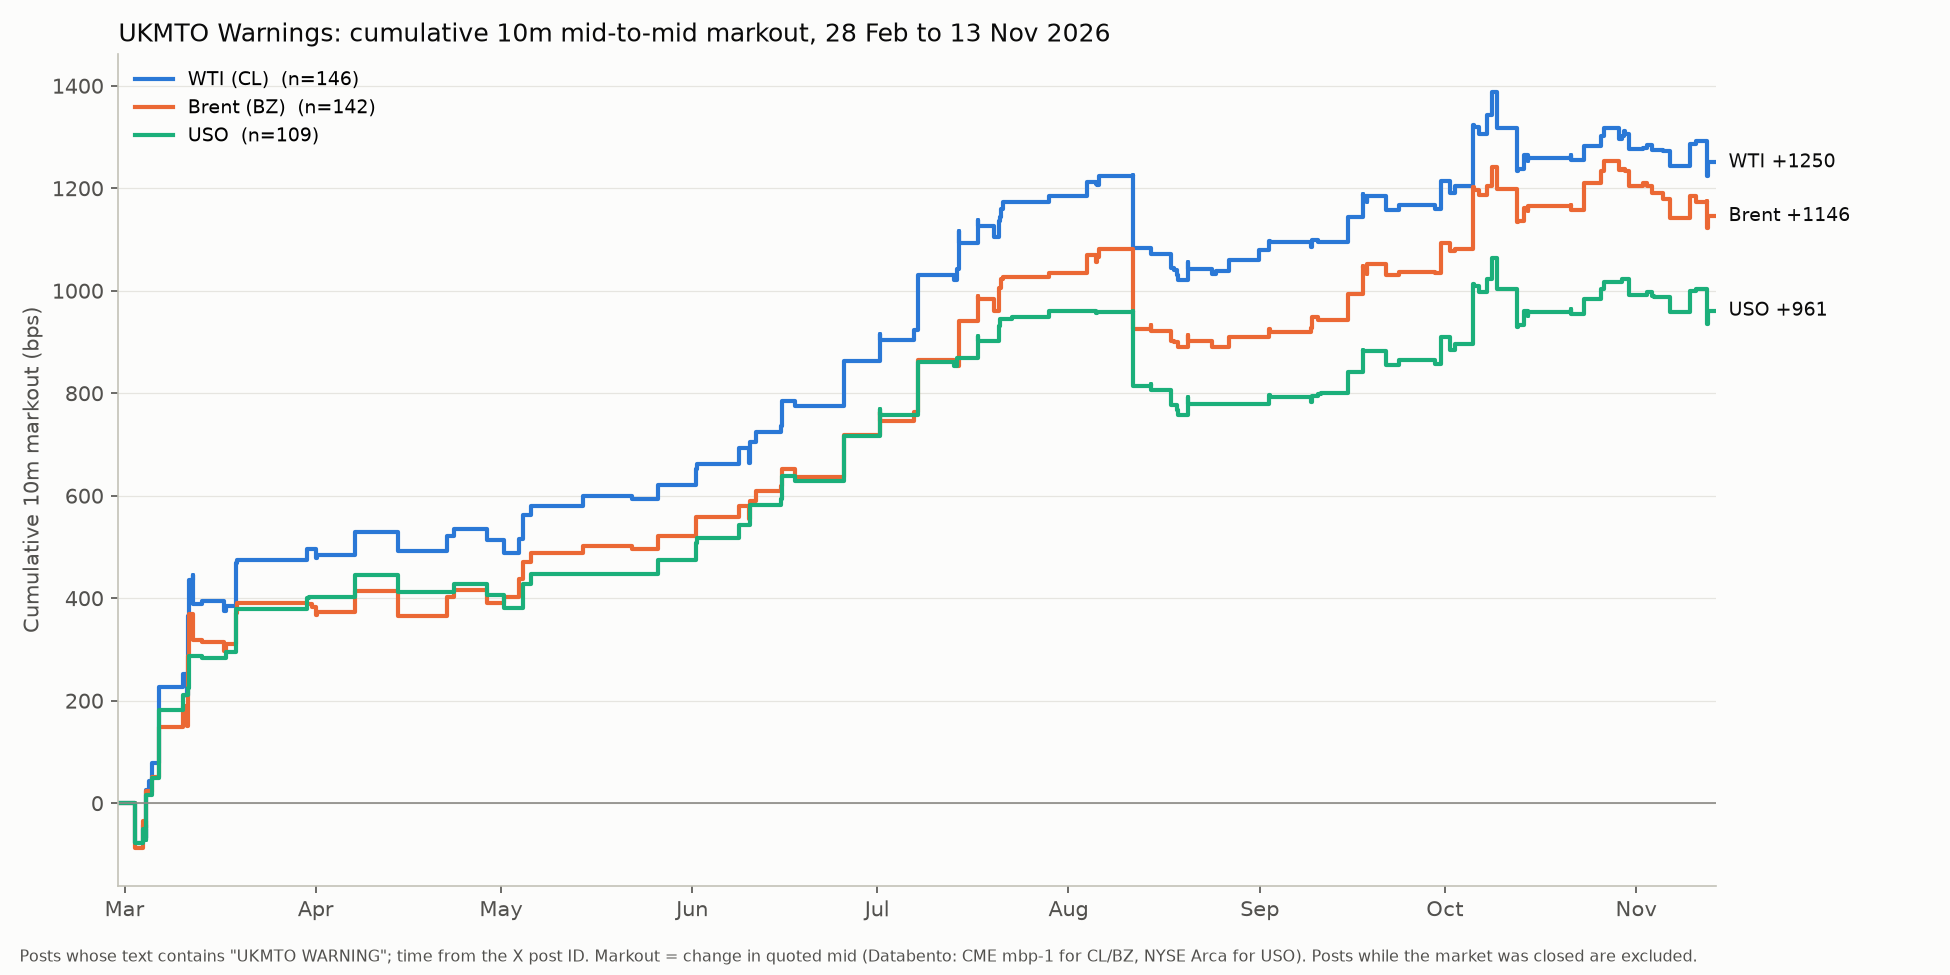 UKMTO Warnings: cumulative 10m mid-to-mid markout, 28 Feb to 13 Nov 2026
WTI (CL)  (n=146)
Brent (BZ)  (n=142)
USO  (n=109)
Cumulative 10m markout (bps)
1400
1200
1000
800
600
400
200
0
WTI +1250
Brent +1146
USO +961
Mar
Apr
May
Jun
Jul
Aug
Sep
Oct
Nov
Posts whose text contains "UKMTO WARNING"; time from the X post ID. Markout = change in quoted mid (Databento: CME mbp-1 for CL/BZ, NYSE Arca for USO). Posts while the market was closed are excluded.